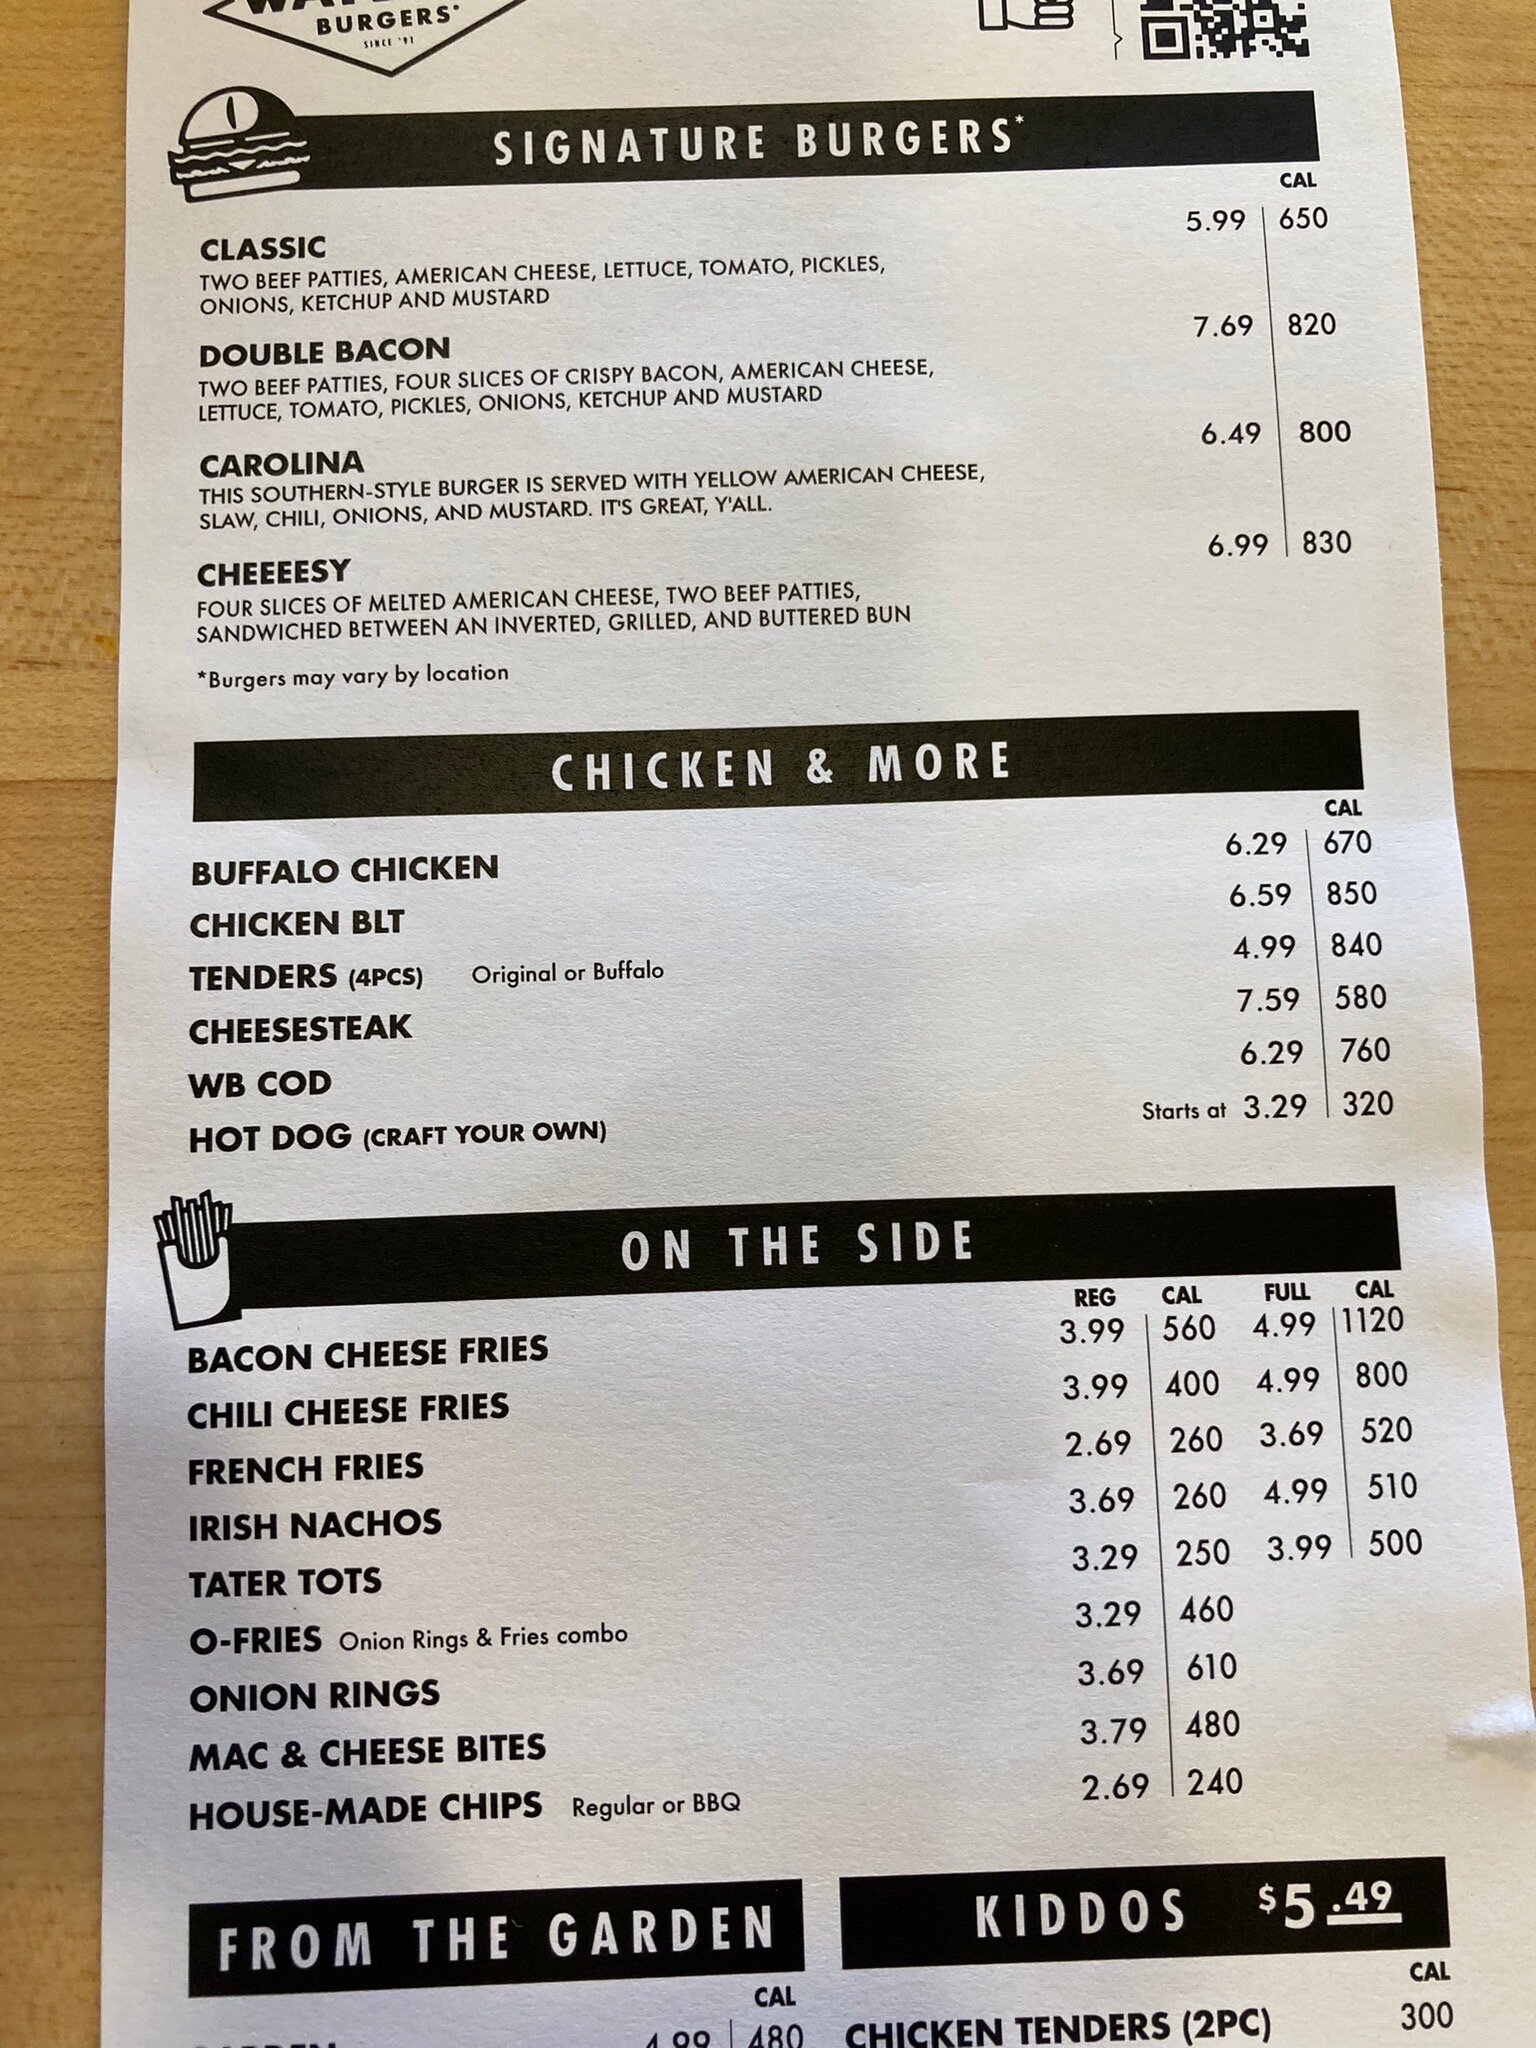 BURGERS
SINCE '91
SIGNATURE BURGERS*
CAL
CLASSIC 5.99 650
TWO BEEF PATTIES, AMERICAN CHEESE, LETTUCE, TOMATO, PICKLES,
ONIONS, KETCHUP AND MUSTARD
DOUBLE BACON 7.69 820
TWO BEEF PATTIES, FOUR SLICES OF CRISPY BACON, AMERICAN CHEESE,
LETTUCE, TOMATO, PICKLES, ONIONS, KETCHUP AND MUSTARD
CAROLINA 6.49 800
THIS SOUTHERN-STYLE BURGER IS SERVED WITH YELLOW AMERICAN CHEESE,
SLAW, CHILI, ONIONS, AND MUSTARD. IT'S GREAT, Y'ALL.
CHEEEESY 6.99 830
FOUR SLICES OF MELTED AMERICAN CHEESE, TWO BEEF PATTIES,
SANDWICHED BETWEEN AN INVERTED, GRILLED, AND BUTTERED BUN
*Burgers may vary by location
CHICKEN & MORE
CAL
BUFFALO CHICKEN 6.29 670
CHICKEN BLT 6.59 850
TENDERS (4PCS) Original or Buffalo 4.99 840
CHEESESTEAK 7.59 580
WB COD 6.29 760
HOT DOG (CRAFT YOUR OWN) Starts at 3.29 320
ON THE SIDE
REG CAL FULL CAL
BACON CHEESE FRIES 3.99 560 4.99 1120
CHILI CHEESE FRIES 3.99 400 4.99 800
FRENCH FRIES 2.69 260 3.69 520
IRISH NACHOS 3.69 260 4.99 510
TATER TOTS 3.29 250 3.99 500
O-FRIES Onion Rings & Fries combo 3.29 460
ONION RINGS 3.69 610
MAC & CHEESE BITES 3.79 480
HOUSE-MADE CHIPS Regular or BBQ 2.69 240
FROM THE GARDEN
CAL
4.99 480
KIDDOS $5.49
CAL
CHICKEN TENDERS (2PC) 300